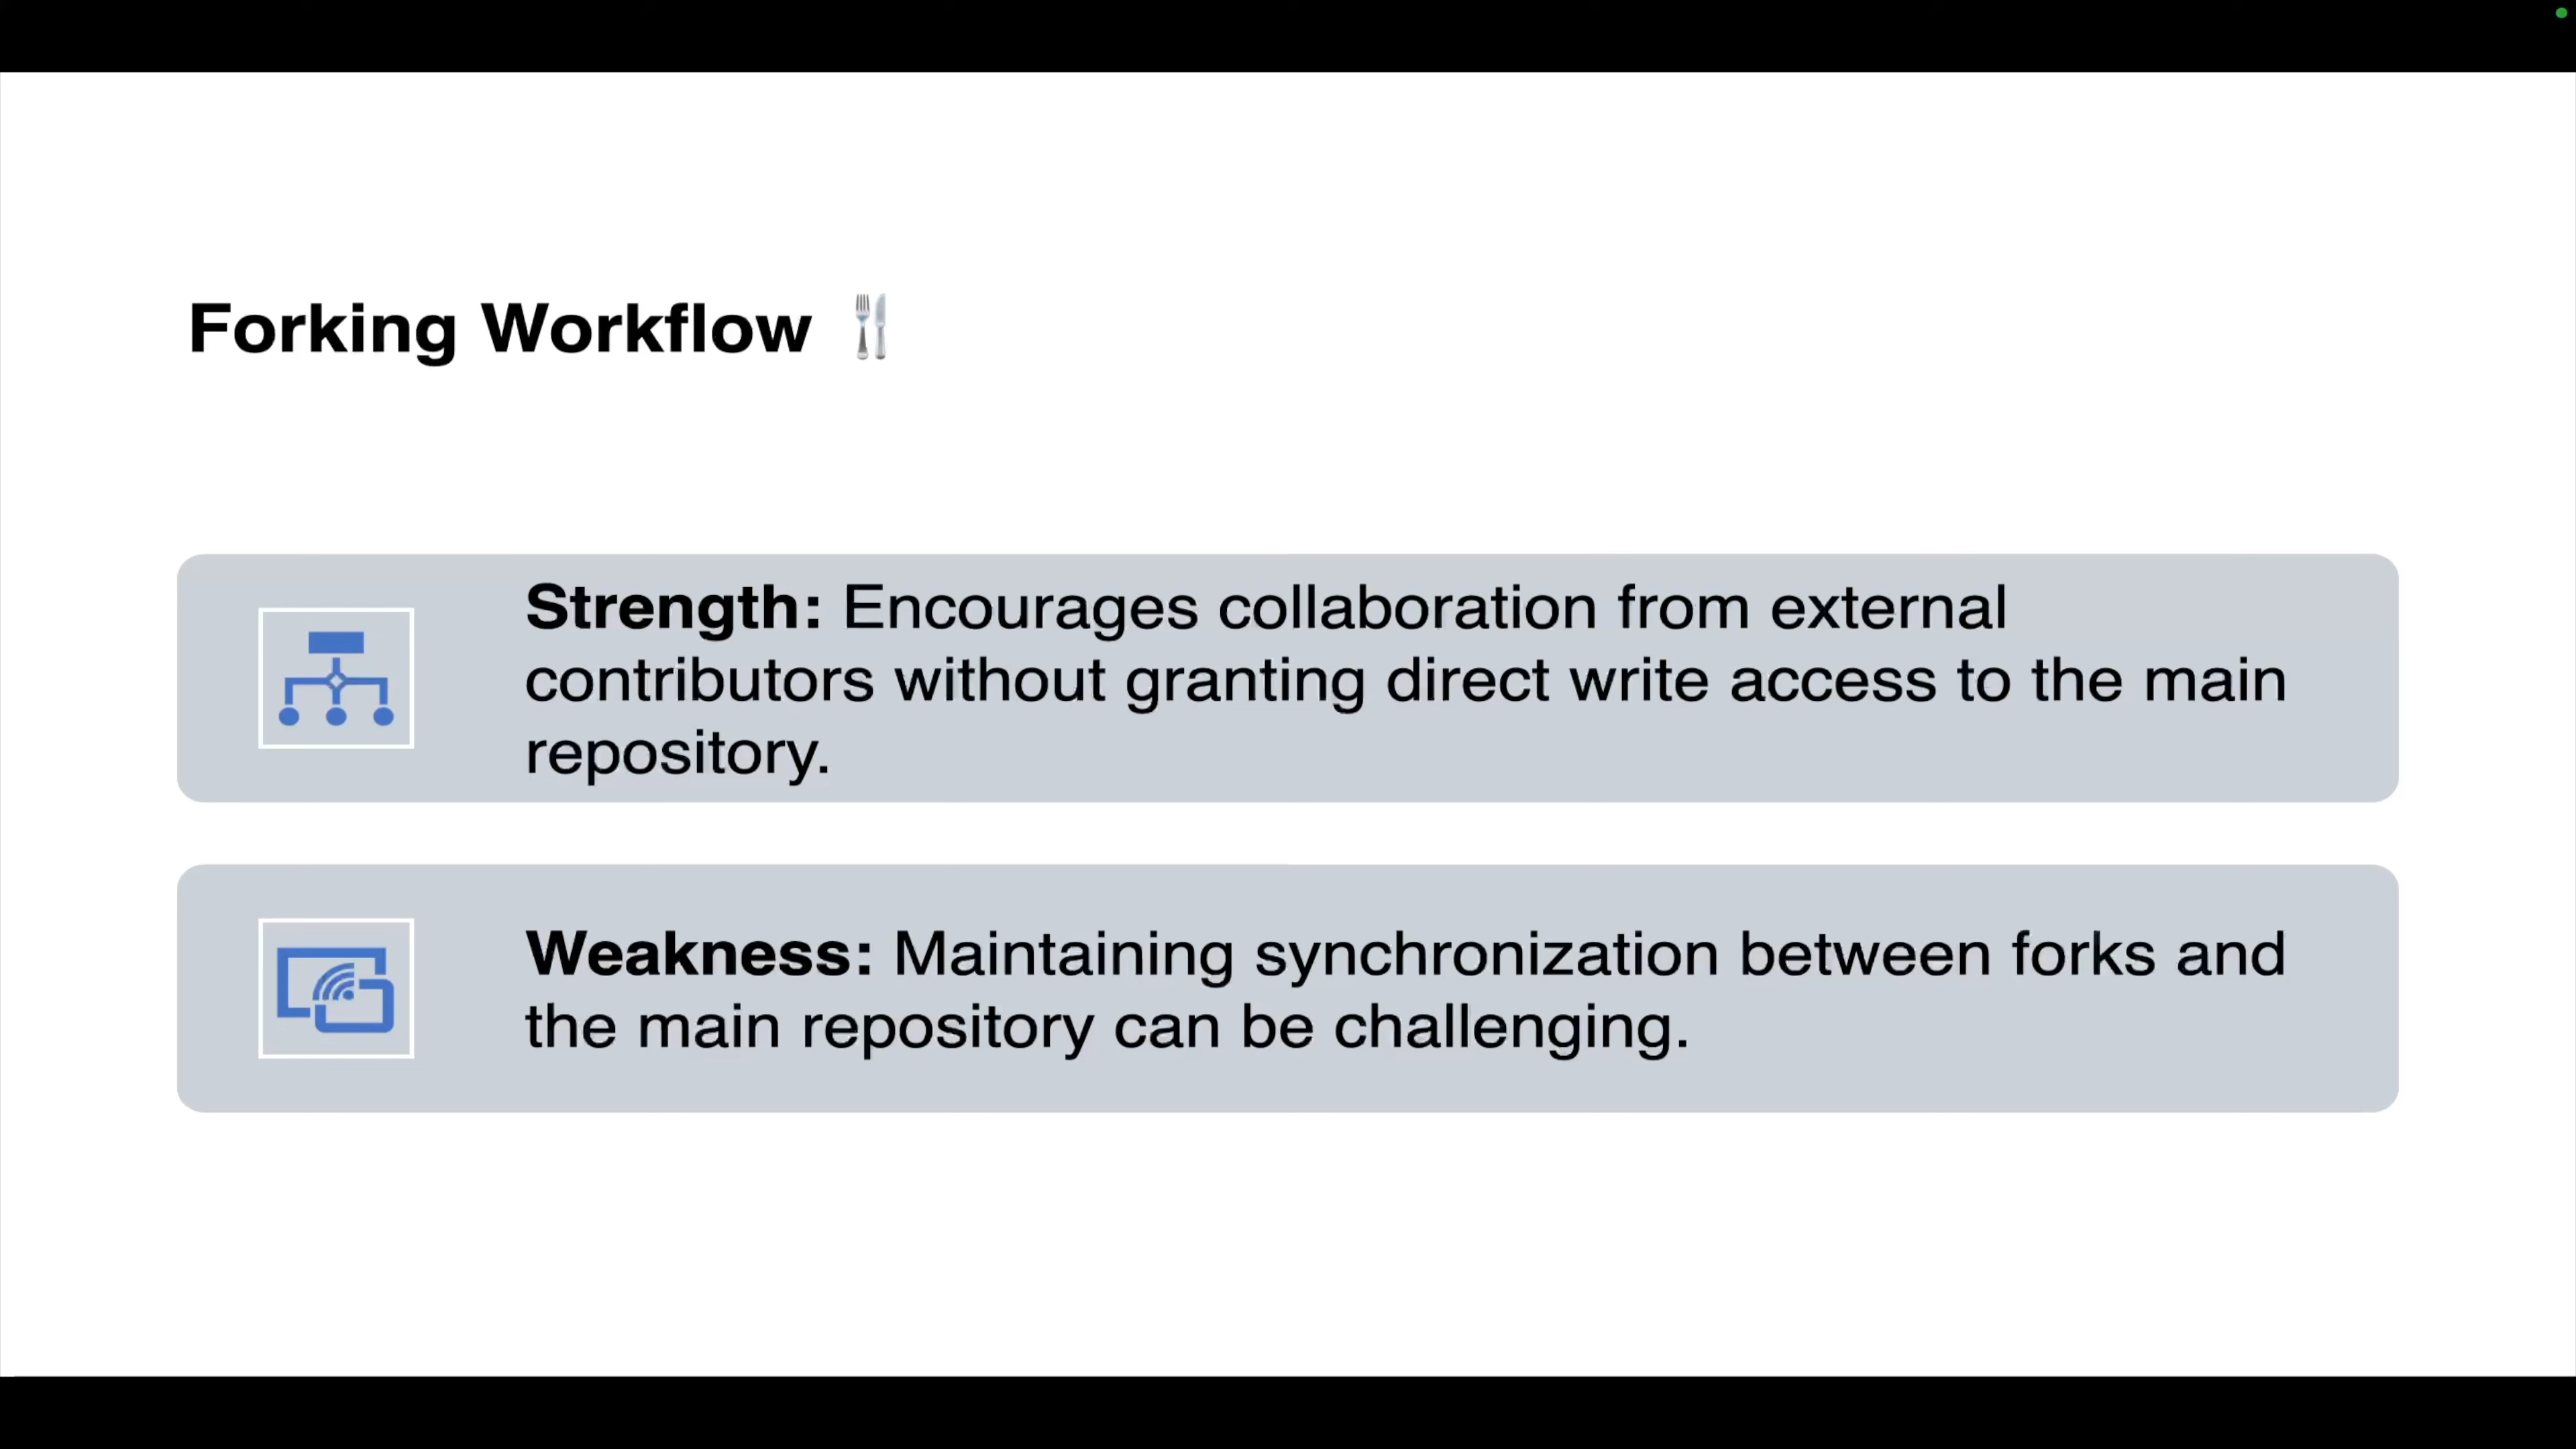 Forking Workflow 🍴
Strength: Encourages collaboration from external
contributors without granting direct write access to the main
repository.
Weakness: Maintaining synchronization between forks and
the main repository can be challenging.